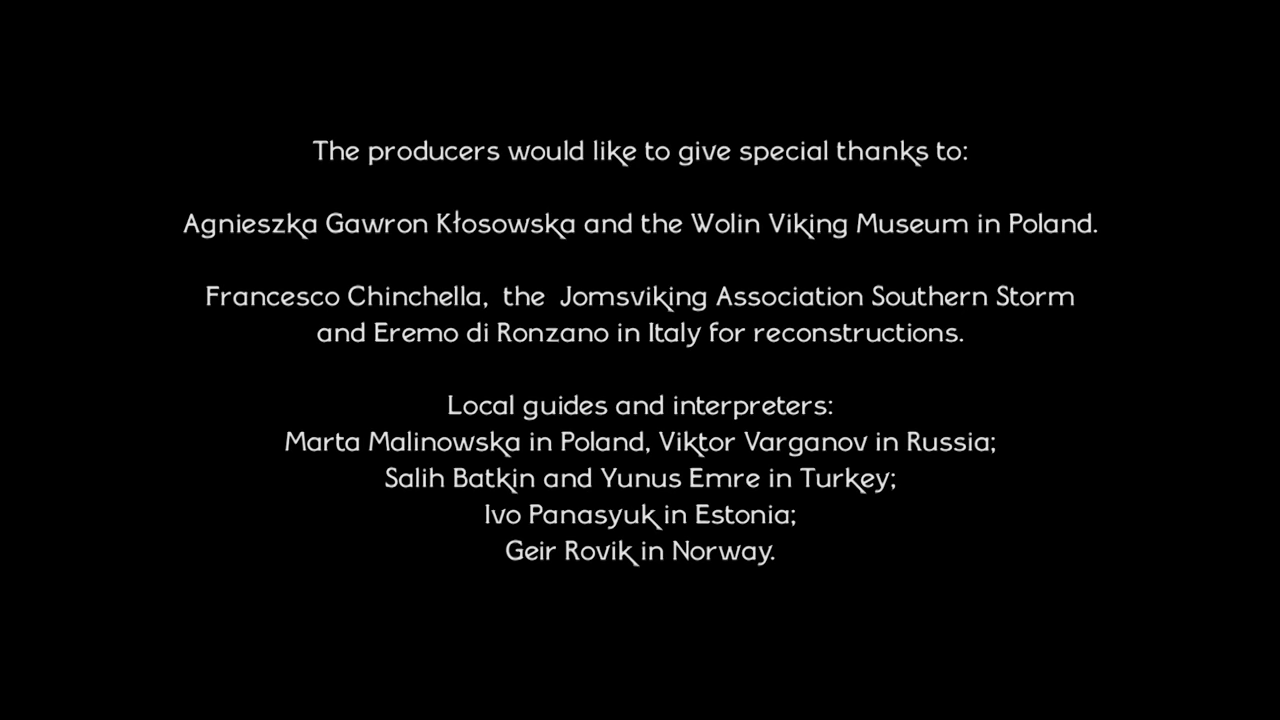 The producers would like to give special thanks to:
Agnieszka Gawron Kłosowska and the Wolin Viking Museum in Poland.
Francesco Chinchella,  the  Jomsviking Association Southern Storm
and Eremo di Ronzano in Italy for reconstructions.
Local guides and interpreters:
Marta Malinowska in Poland, Viktor Varganov in Russia;
Salih Batkin and Yunus Emre in Turkey;
Ivo Panasyuk in Estonia;
Geir Rovik in Norway.